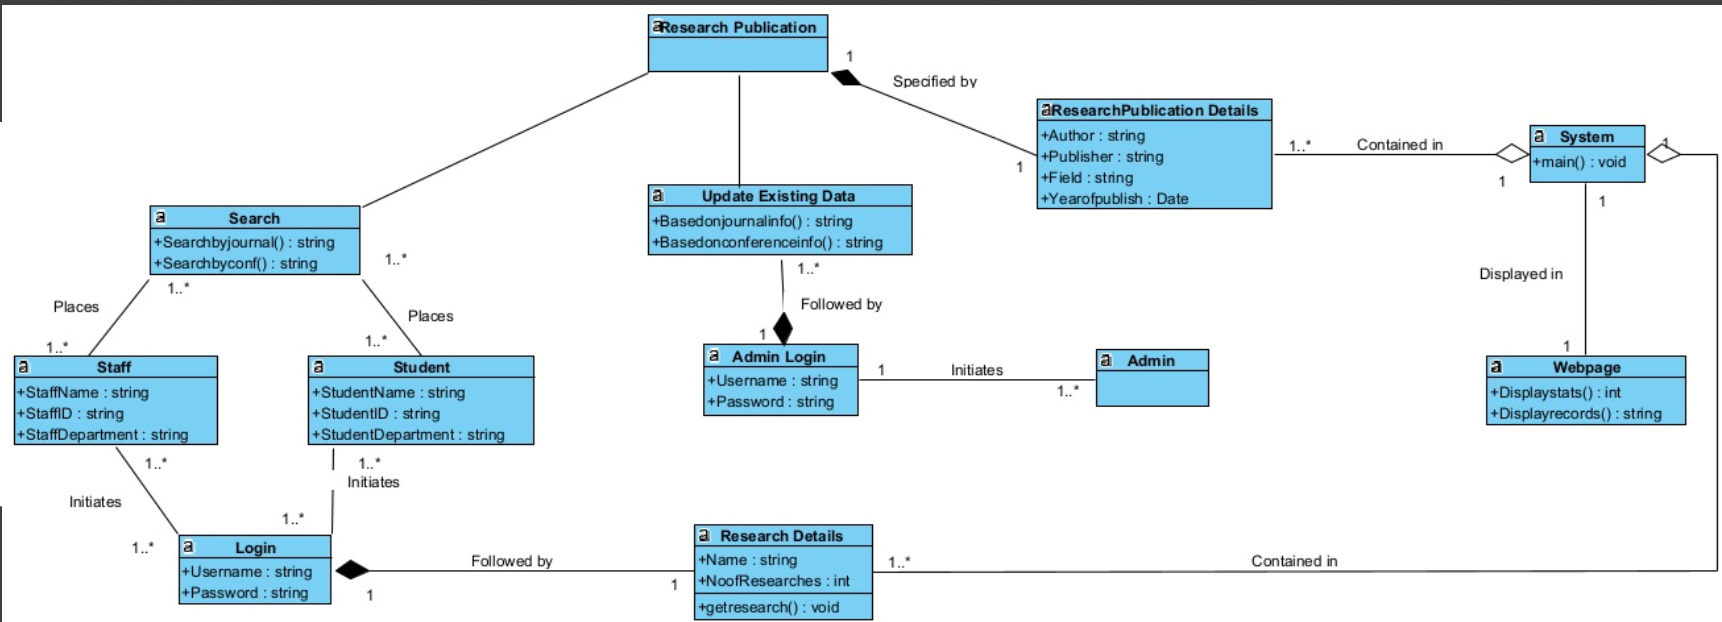 Research Publication
1
Specified by
1
ResearchPublication Details
+Author : string
+Publisher : string
+Field : string
+Yearofpublish : Date
1..*
Contained in
1
System
+main() : void
1
1
Displayed in
1
Webpage
+Displaystats() : int
+Displayrecords() : string
Search
+Searchbyjournal() : string
+Searchbyconf() : string
1..*
1..*
Places
Places
1..*
1..*
Update Existing Data
+Basedonjournalinfo() : string
+Basedonconferenceinfo() : string
1..*
Followed by
1
Admin Login
+Username : string
+Password : string
1
Initiates
1..*
Admin
Staff
+StaffName : string
+StaffID : string
+StaffDepartment : string
Student
+StudentName : string
+StudentID : string
+StudentDepartment : string
1..*
Initiates
1..*
1..*
Initiates
1..*
Login
+Username : string
+Password : string
1
Followed by
1
Research Details
+Name : string
+NoofResearches : int
+getresearch() : void
1..*
Contained in